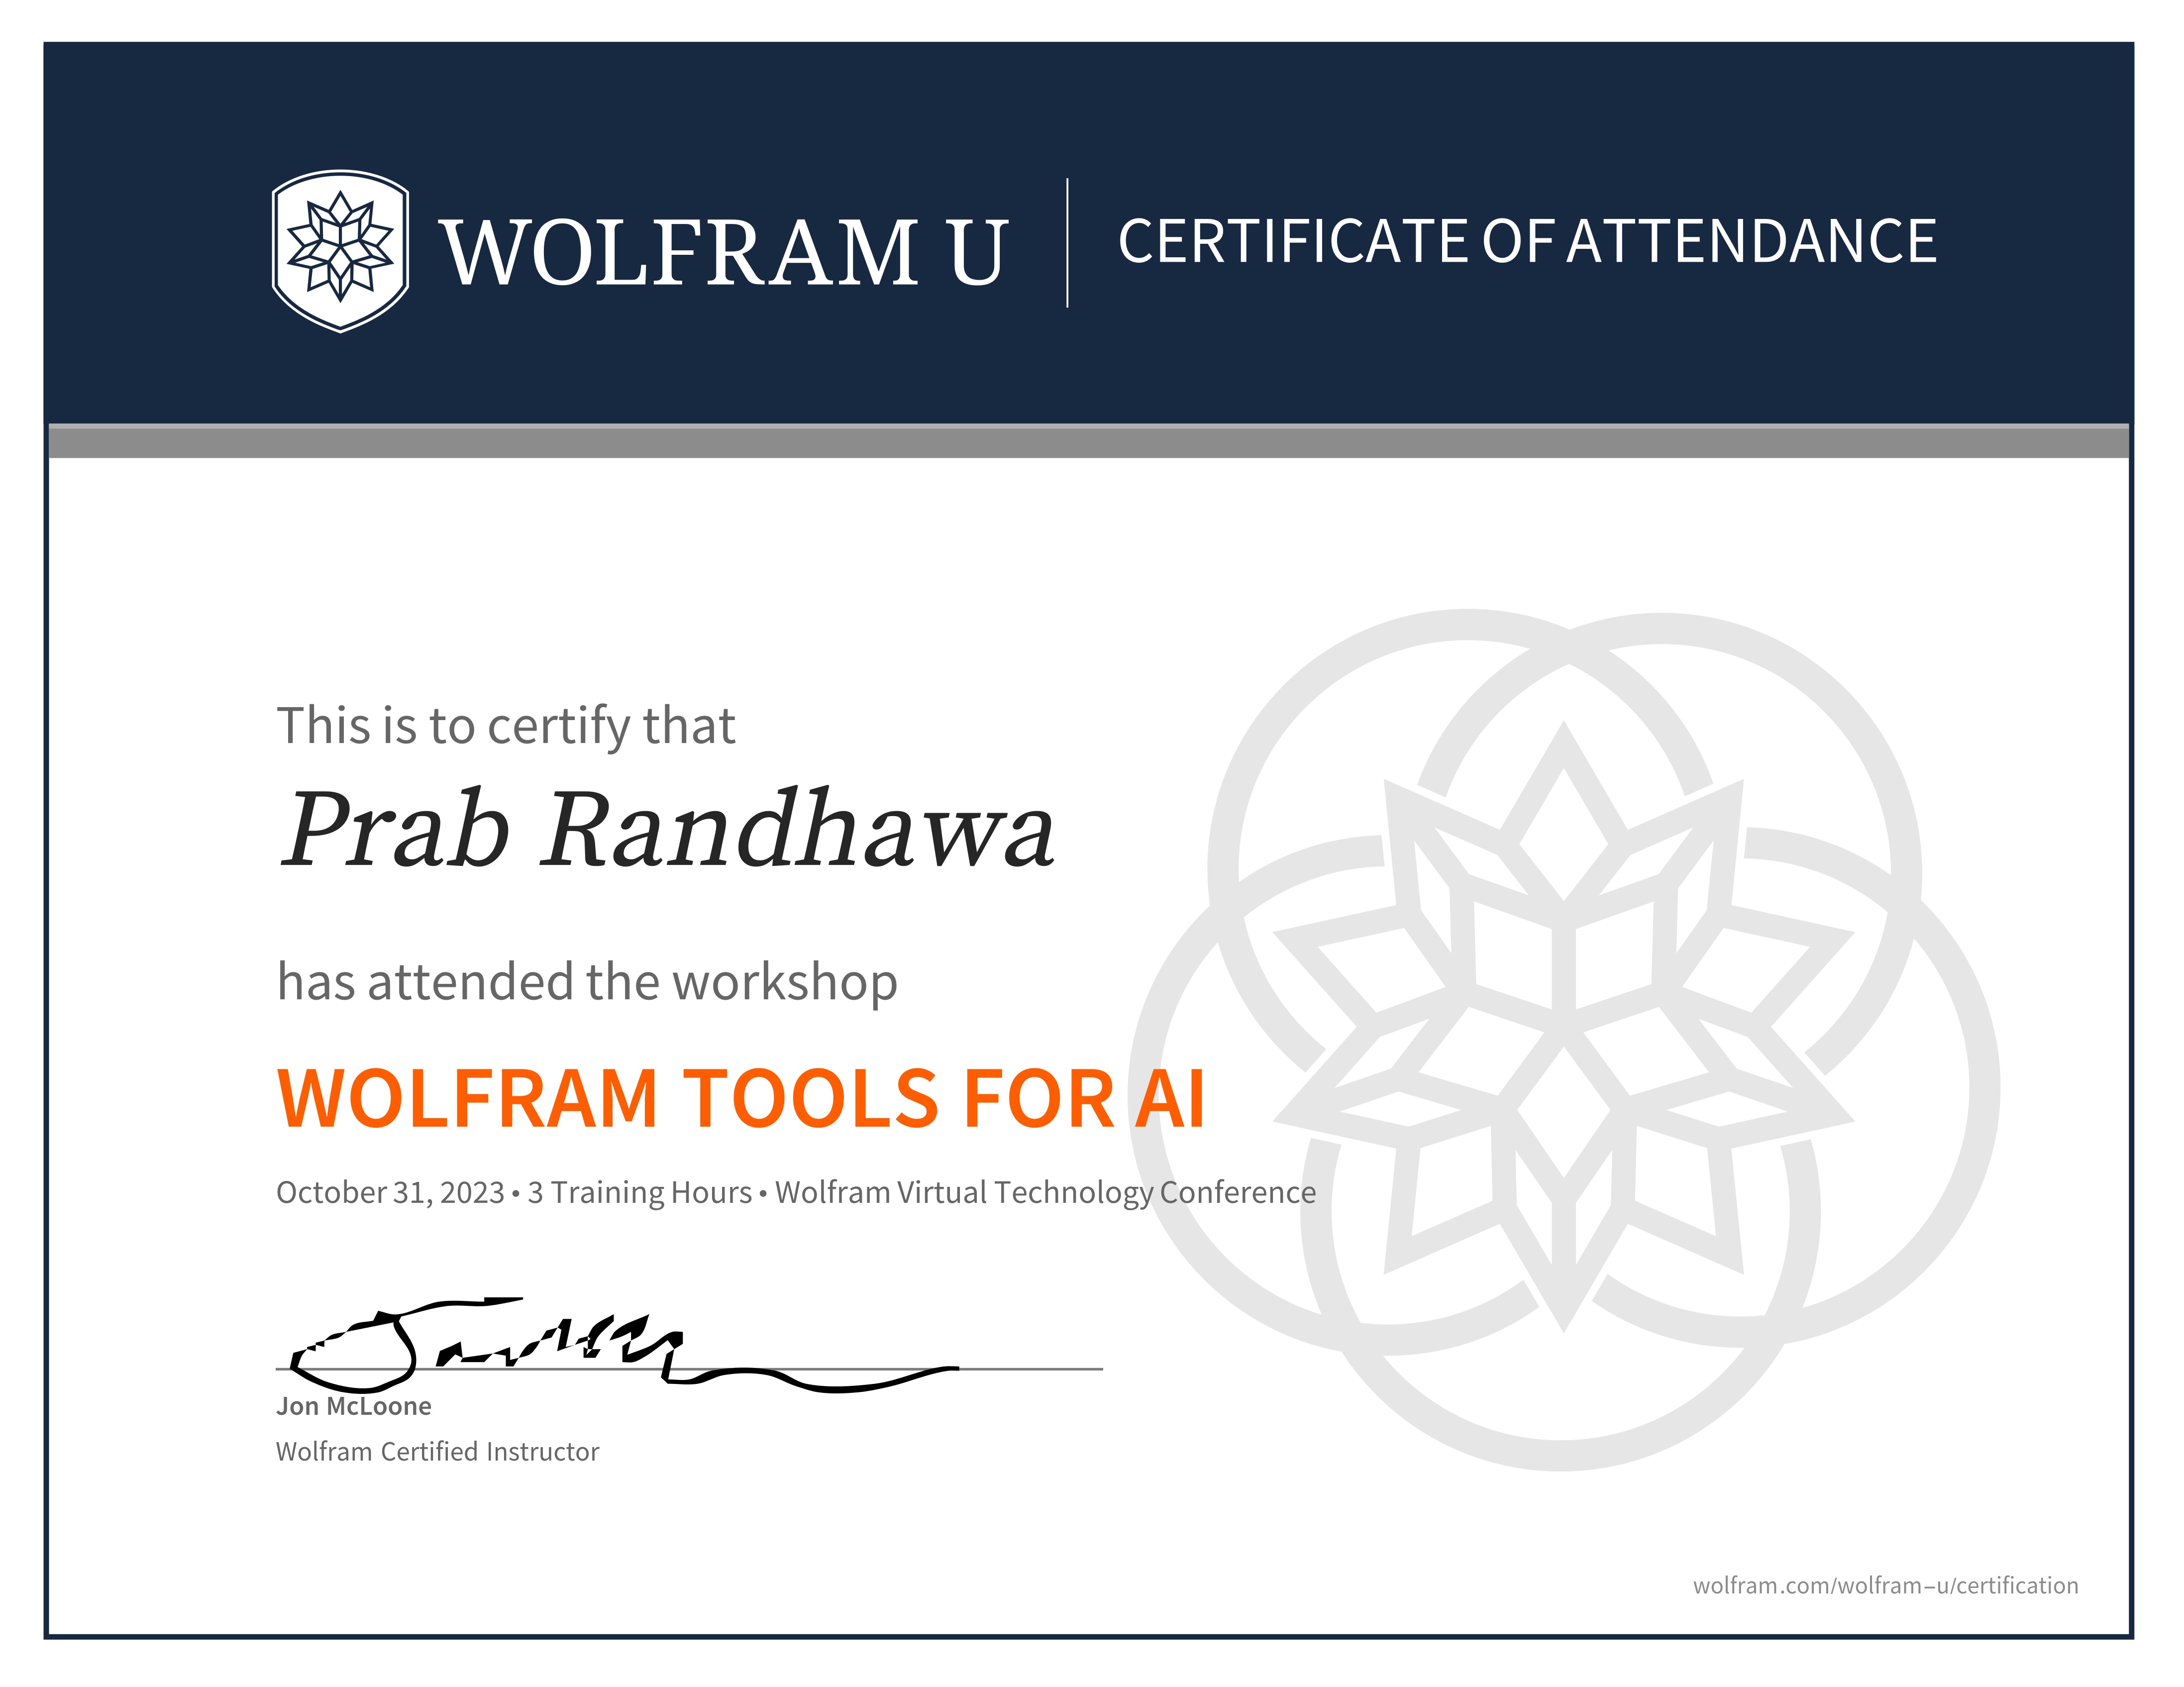 WOLFRAM U
CERTIFICATE OF ATTENDANCE
This is to certify that
Prab Randhawa
has attended the workshop
WOLFRAM TOOLS FOR AI
October 31, 2023 • 3 Training Hours • Wolfram Virtual Technology Conference
Jon McLoone
Wolfram Certified Instructor
wolfram.com/wolfram-u/certification